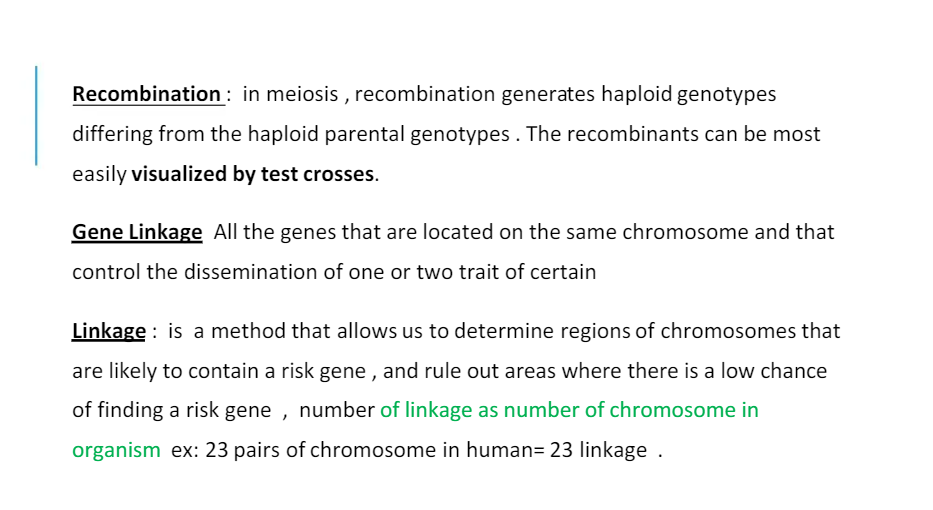 Recombination : in meiosis , recombination generates haploid genotypes
differing from the haploid parental genotypes . The recombinants can be most
easily visualized by test crosses.
Gene Linkage All the genes that are located on the same chromosome and that
control the dissemination of one or two trait of certain
Linkage : is a method that allows us to determine regions of chromosomes that
are likely to contain a risk gene , and rule out areas where there is a low chance
of finding a risk gene , number of linkage as number of chromosome in
organism ex: 23 pairs of chromosome in human= 23 linkage .